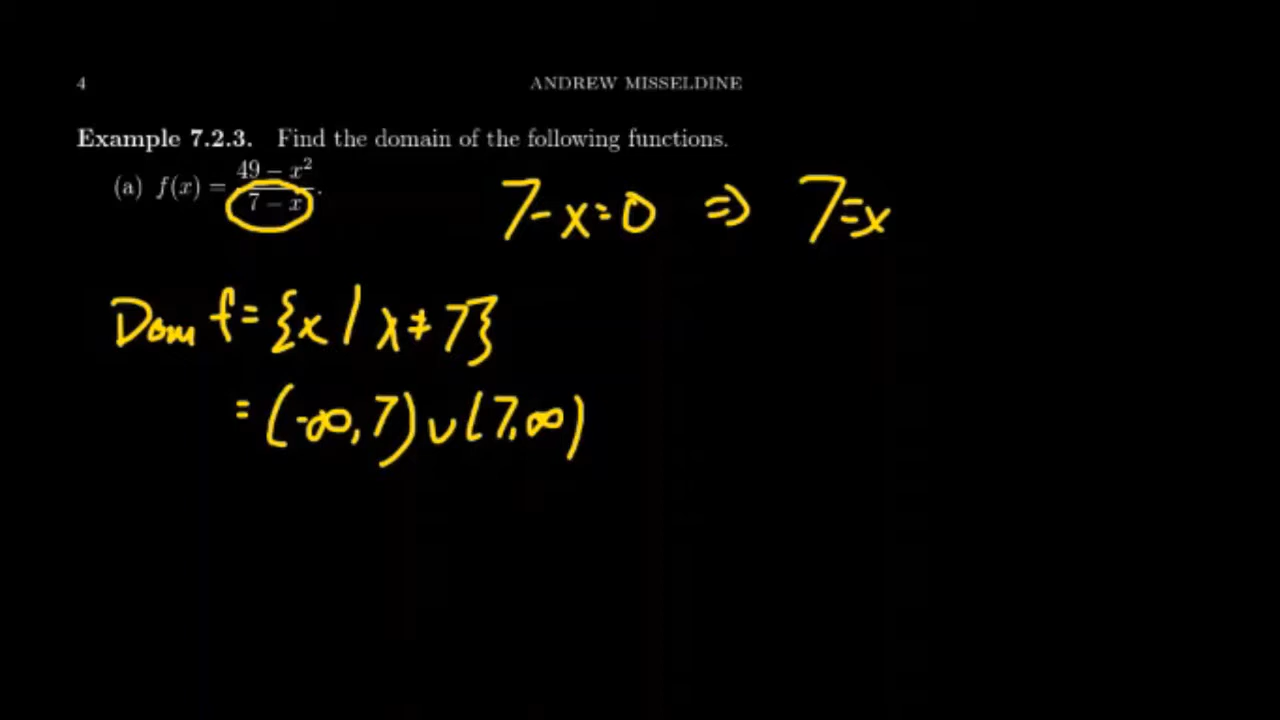 4 ANDREW MISSELDINE
Example 7.2.3. Find the domain of the following functions.
(a) f(x) = (49 − x²)/(7 − x).
7-x=0 ⇒ 7=x
Dom f = {x | x ≠ 7}
= (-∞, 7) ∪ (7, ∞)